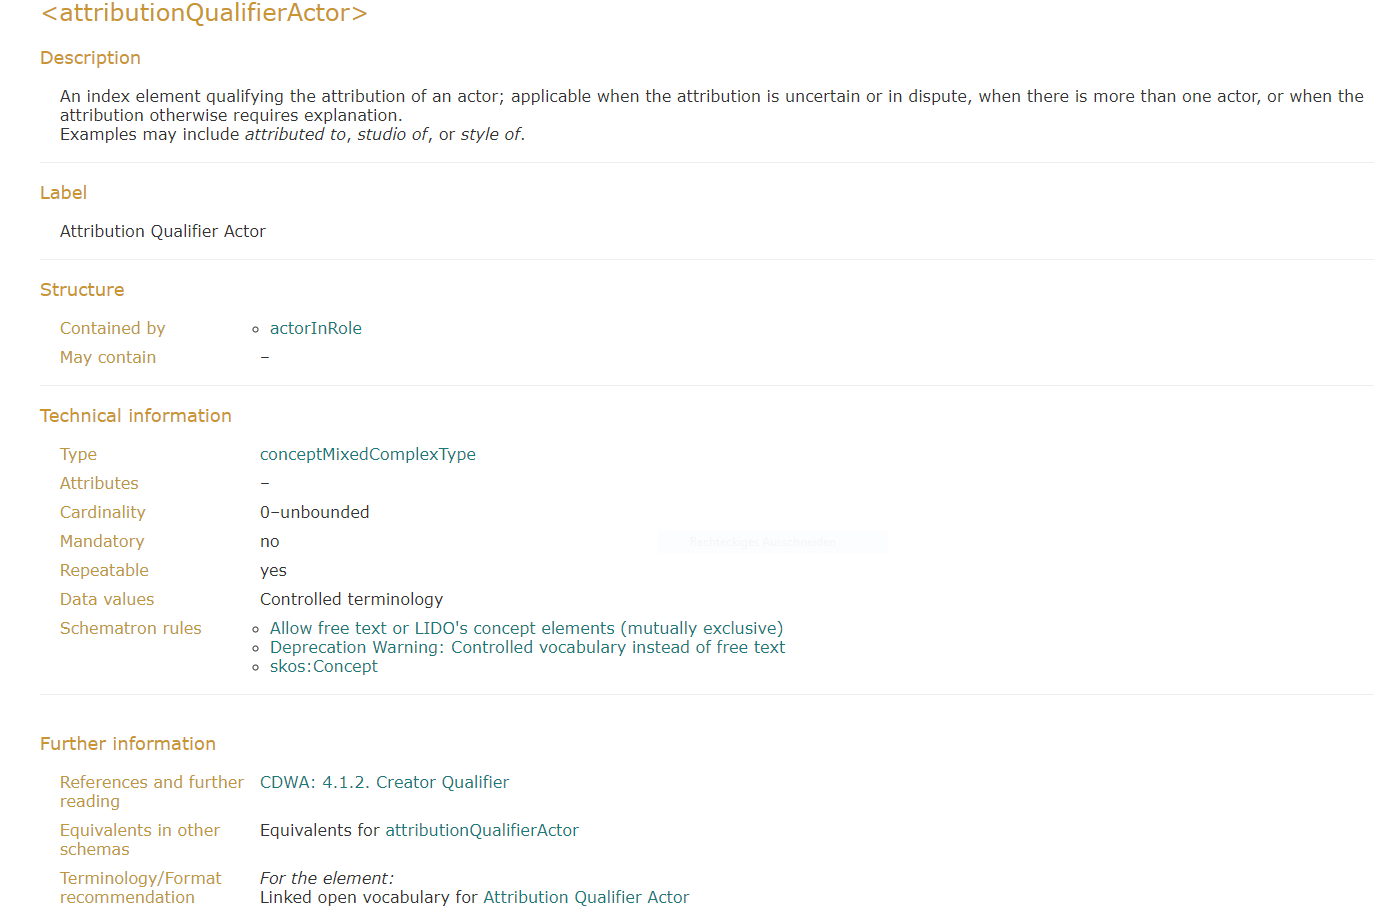 <attributionQualifierActor>
Description
An index element qualifying the attribution of an actor; applicable when the attribution is uncertain or in dispute, when there is more than one actor, or when the
attribution otherwise requires explanation.
Examples may include attributed to, studio of, or style of.
Label
Attribution Qualifier Actor
Structure
Contained by
actorInRole
May contain
–
Technical information
Type
conceptMixedComplexType
Attributes
–
Cardinality
0–unbounded
Mandatory
no
Repeatable
yes
Data values
Controlled terminology
Schematron rules
Allow free text or LIDO's concept elements (mutually exclusive)
Deprecation Warning: Controlled vocabulary instead of free text
skos:Concept
Further information
References and further
reading
CDWA: 4.1.2. Creator Qualifier
Equivalents in other
schemas
Equivalents for attributionQualifierActor
Terminology/Format
recommendation
For the element:
Linked open vocabulary for Attribution Qualifier Actor